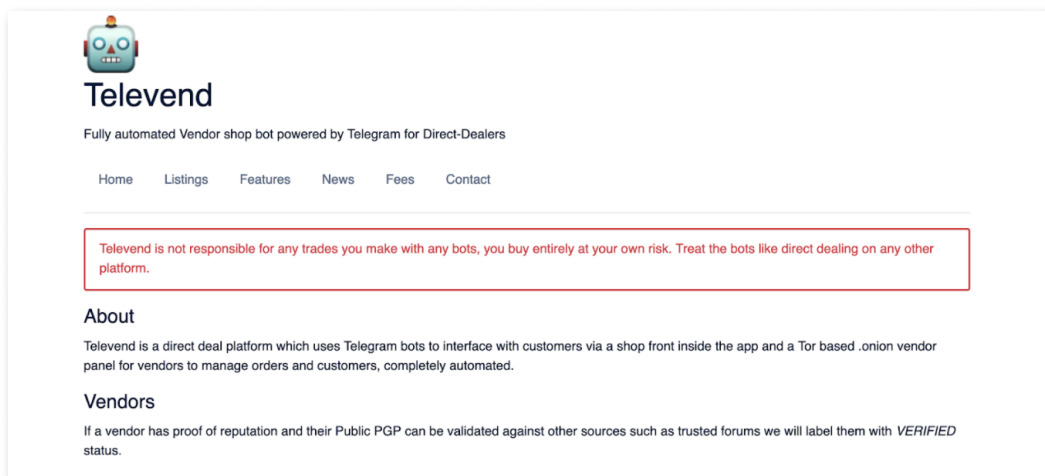 Televend
Fully automated Vendor shop bot powered by Telegram for Direct-Dealers
Home Listings Features News Fees Contact
Televend is not responsible for any trades you make with any bots, you buy entirely at your own risk. Treat the bots like direct dealing on any other
platform.
About
Televend is a direct deal platform which uses Telegram bots to interface with customers via a shop front inside the app and a Tor based .onion vendor
panel for vendors to manage orders and customers, completely automated.
Vendors
If a vendor has proof of reputation and their Public PGP can be validated against other sources such as trusted forums we will label them with VERIFIED
status.